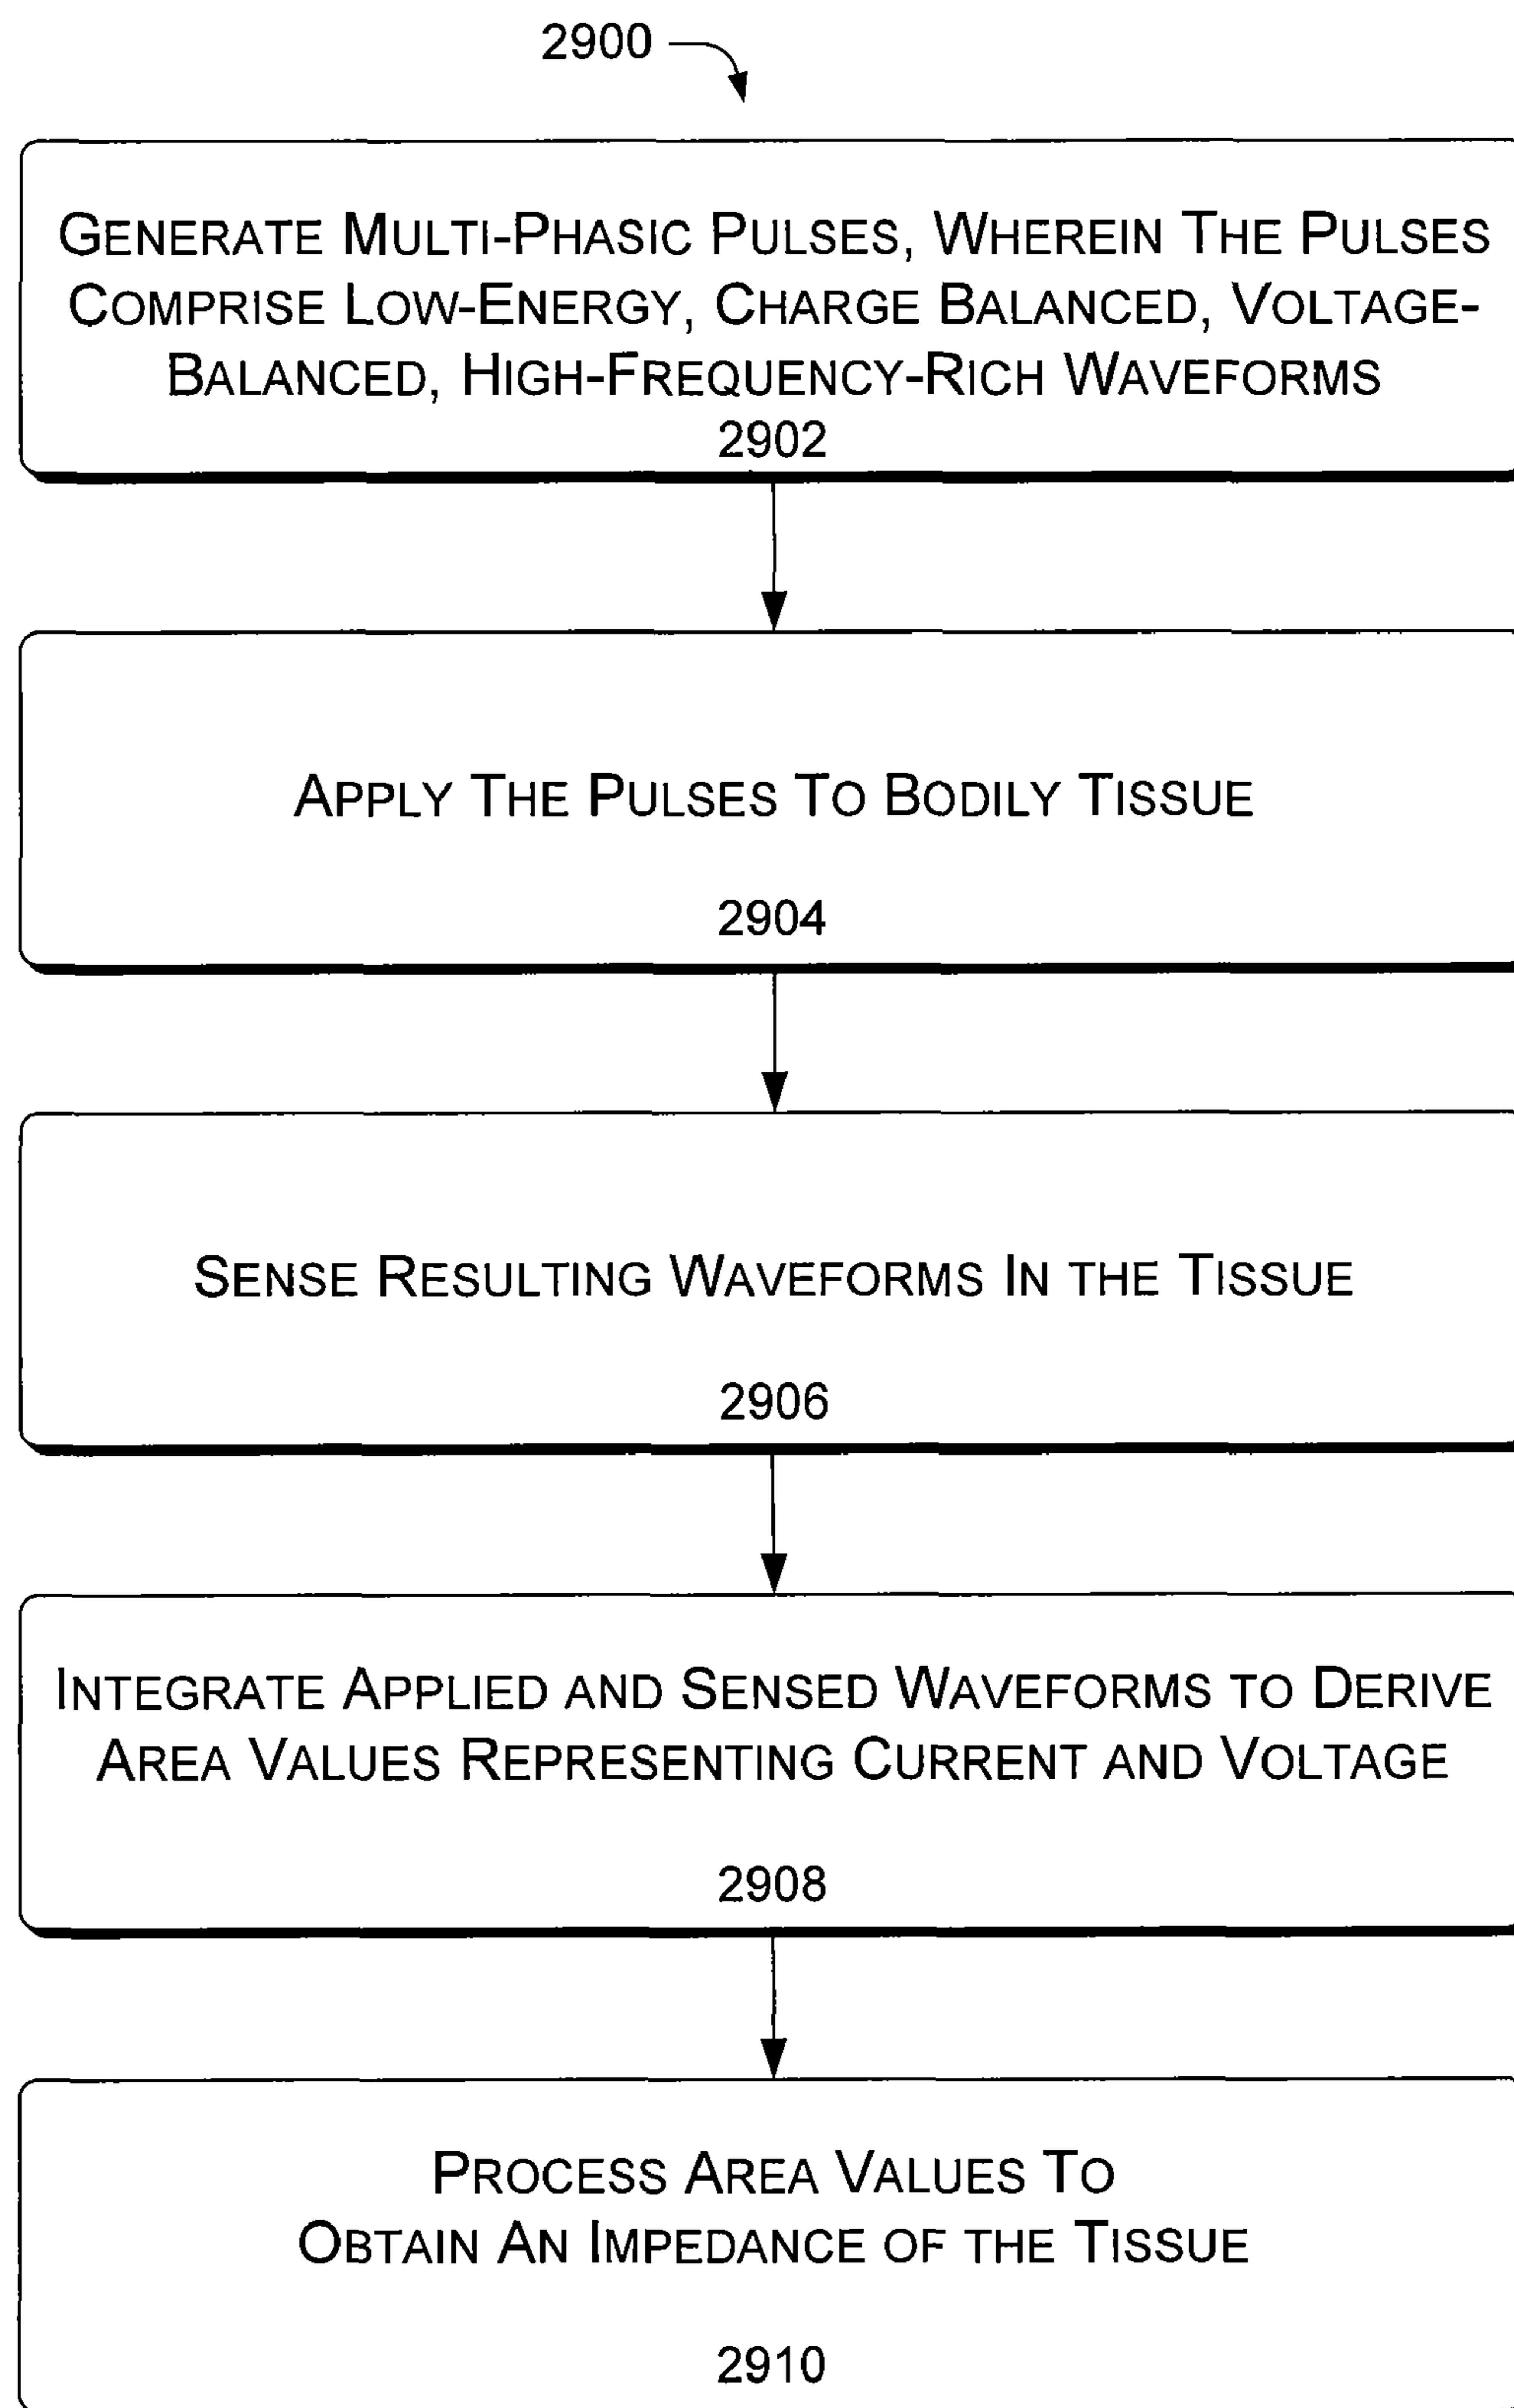 2900
GENERATE MULTI-PHASIC PULSES, WHEREIN THE PULSES
COMPRISE LOW-ENERGY, CHARGE BALANCED, VOLTAGE-
BALANCED, HIGH-FREQUENCY-RICH WAVEFORMS
2902
APPLY THE PULSES TO BODILY TISSUE
2904
SENSE RESULTING WAVEFORMS IN THE TISSUE
2906
INTEGRATE APPLIED AND SENSED WAVEFORMS TO DERIVE
AREA VALUES REPRESENTING CURRENT AND VOLTAGE
2908
PROCESS AREA VALUES TO
OBTAIN AN IMPEDANCE OF THE TISSUE
2910